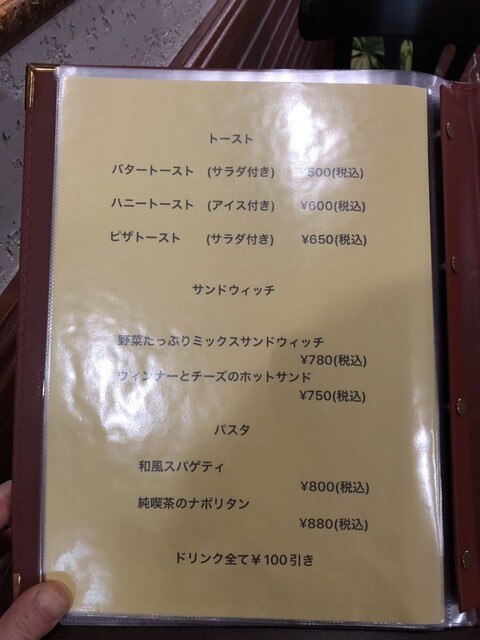 トースト
バタートースト (サラダ付き) ¥500(税込)
ハニートースト (アイス付き) ¥600(税込)
ピザトースト (サラダ付き) ¥650(税込)
サンドウィッチ
野菜たっぷりミックスサンドウィッチ
¥780(税込)
ウィンナーとチーズのホットサンド
¥750(税込)
パスタ
和風スパゲティ
¥800(税込)
純喫茶のナポリタン
¥880(税込)
ドリンク全て¥100引き